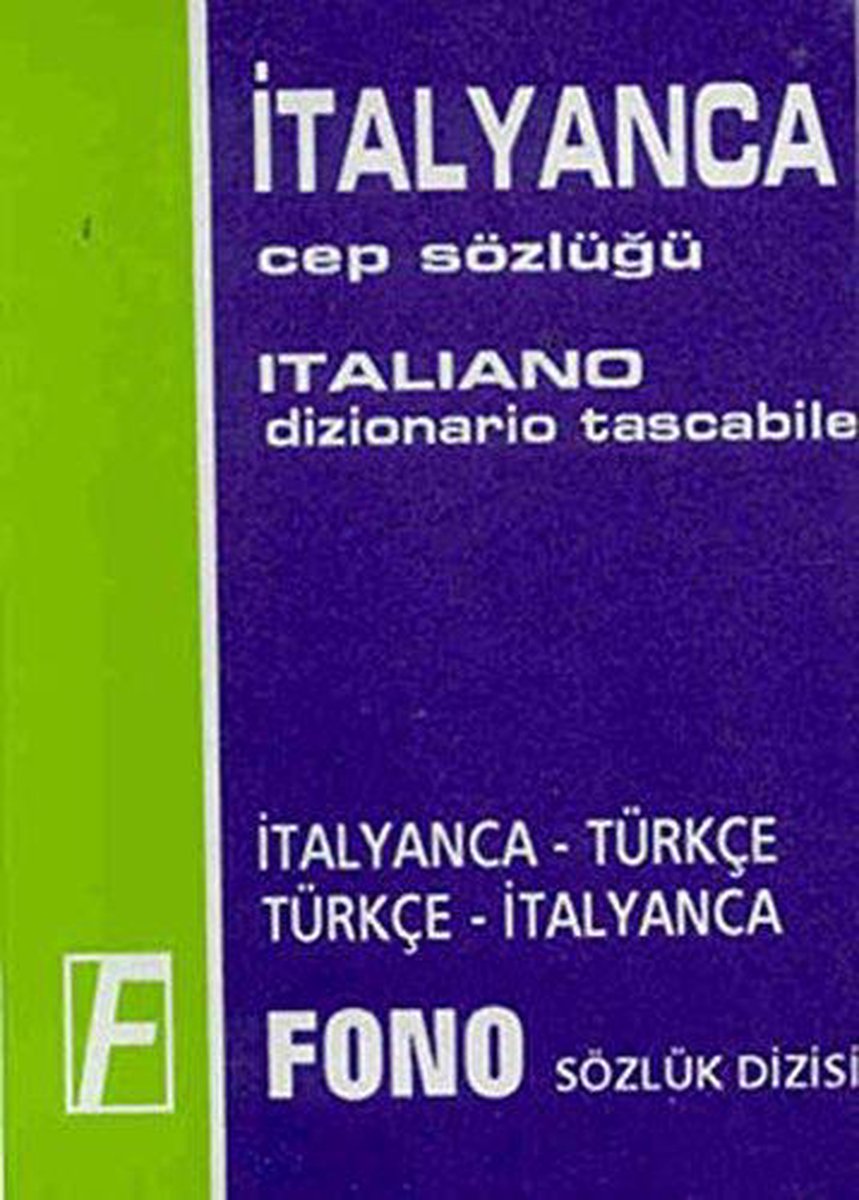 İTALYANCA
cep sözlüğü
ITALIANO
dizionario tascabile
İTALYANCA - TÜRKÇE
TÜRKÇE - İTALYANCA
F
FONO SÖZLÜK DİZİSİ